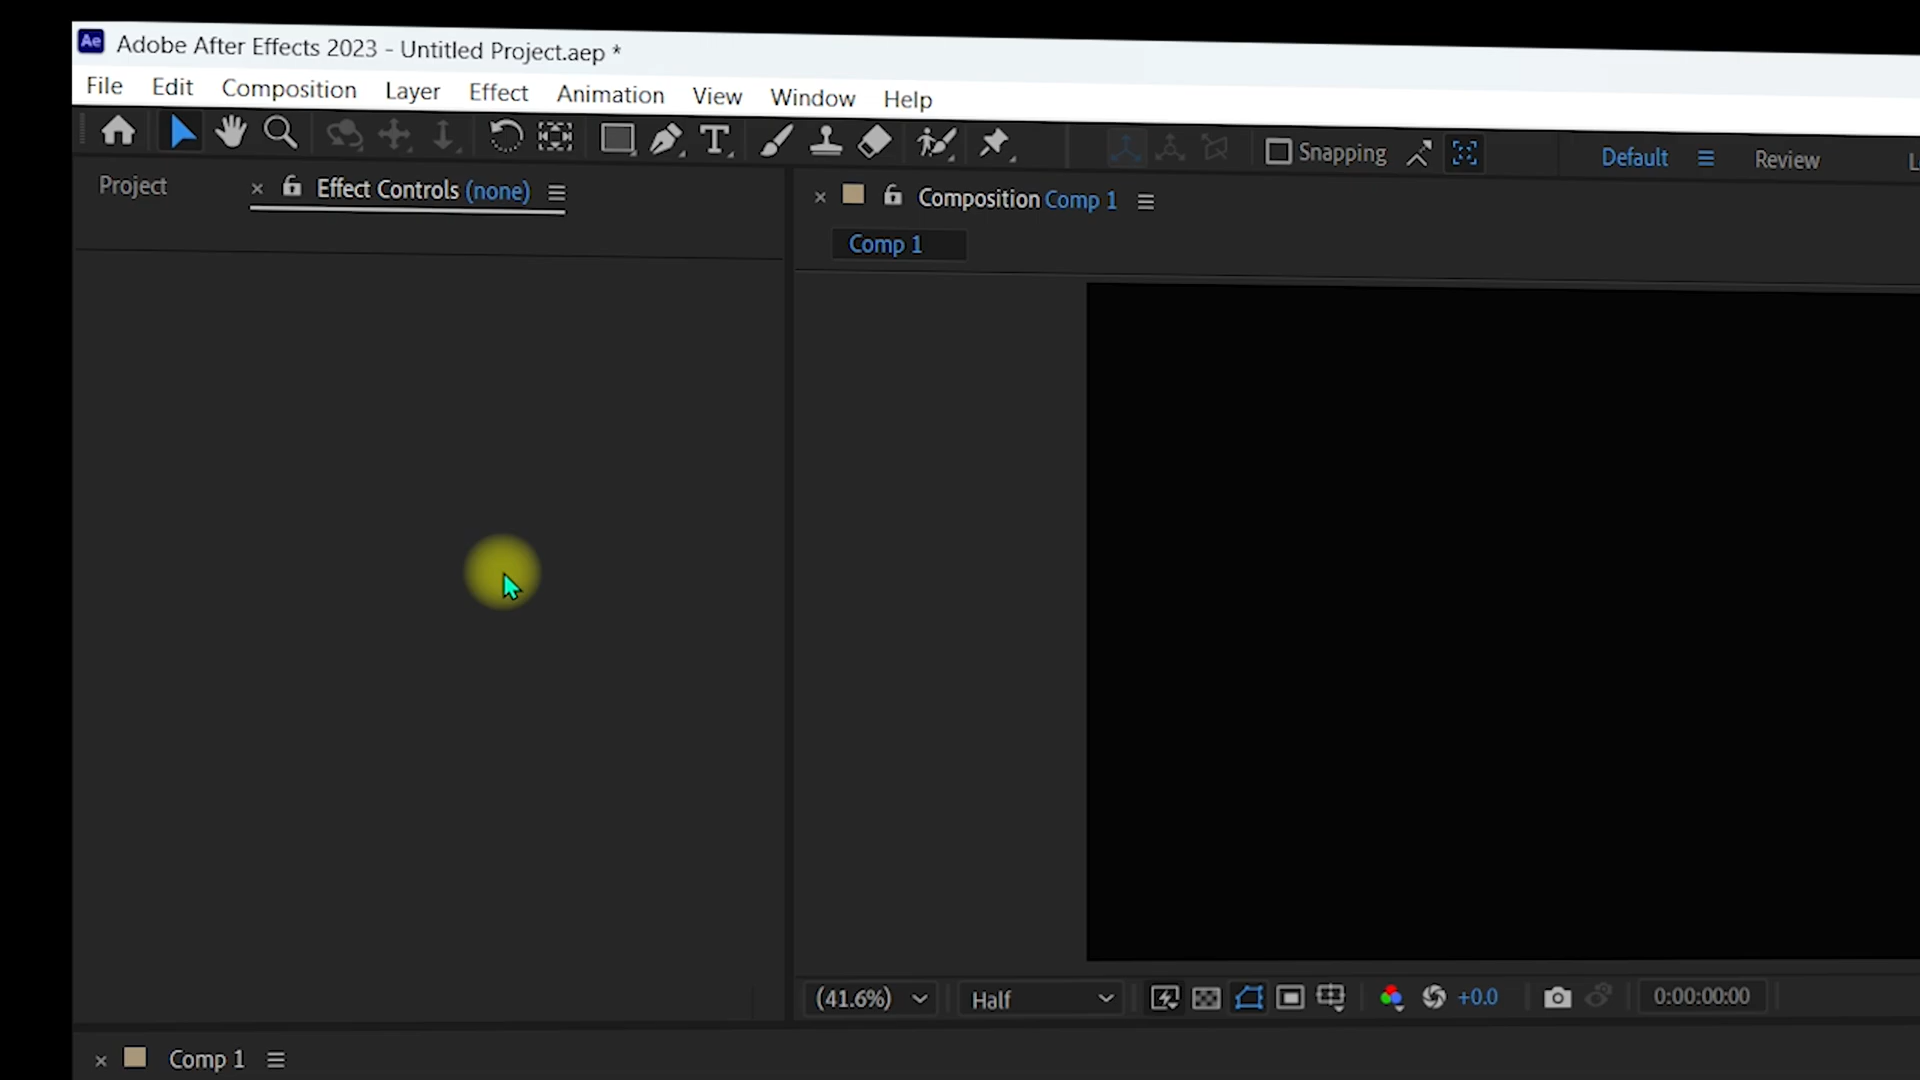 Ae Adobe After Effects 2023 - Untitled Project.aep *
File Edit Composition Layer Effect Animation View Window Help
Snapping Default Review
Project × Effect Controls (none)
× Composition Comp 1
Comp 1
(41.6%) Half +0.0 0:00:00:00
× Comp 1